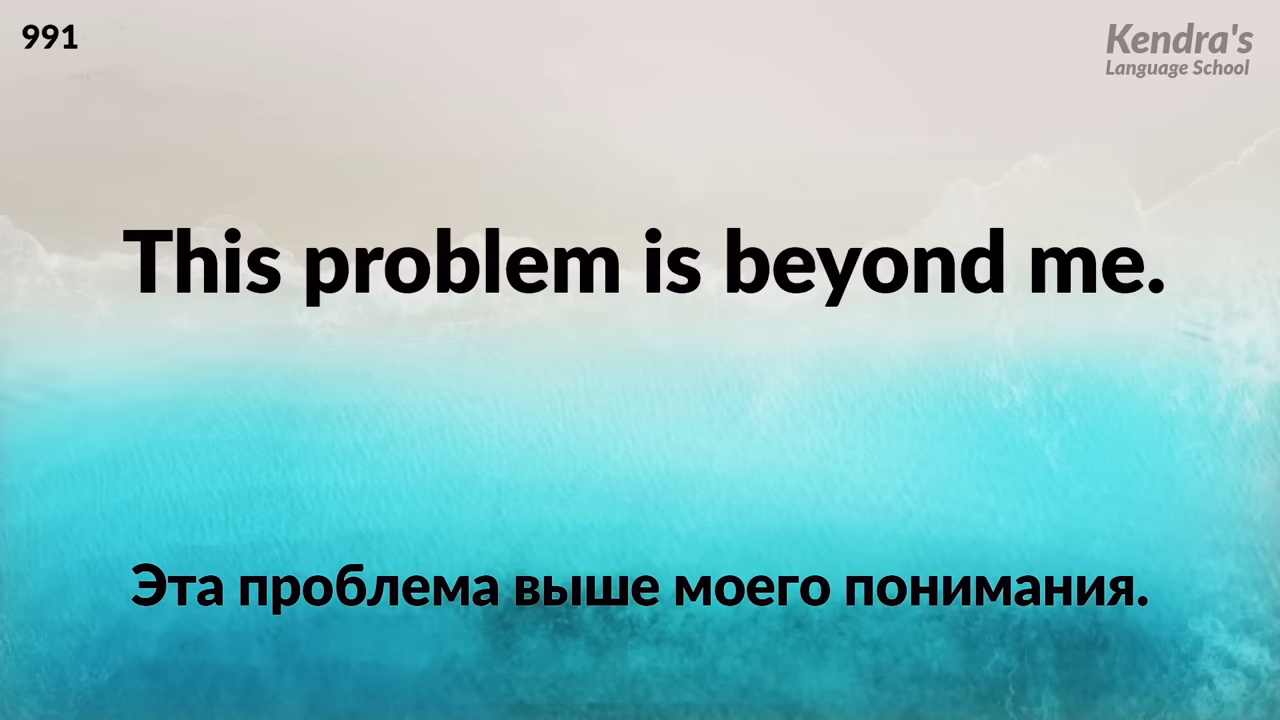 991
Kendra's
Language School
This problem is beyond me.
Эта проблема выше моего понимания.